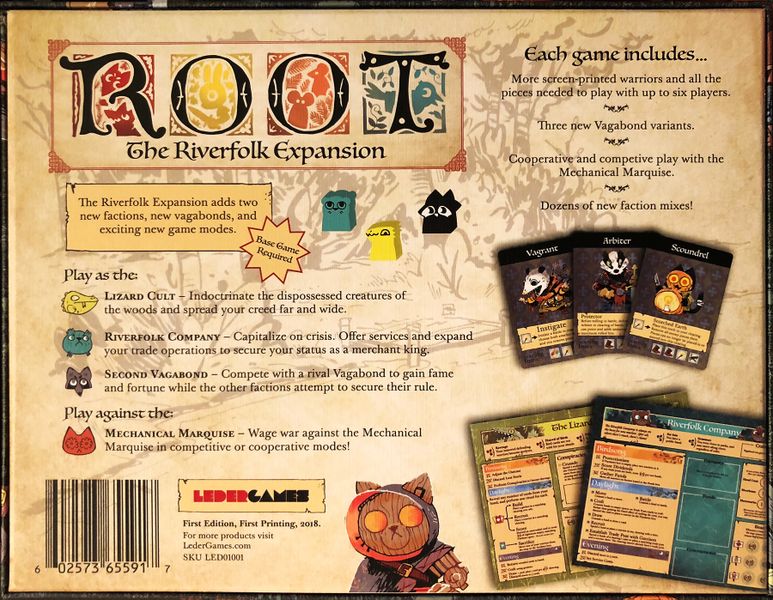 ROOT
The Riverfolk Expansion
The Riverfolk Expansion adds two
new factions, new vagabonds, and
exciting new game modes.
Base Game
Required
Play as the:
Lizard Cult – Indoctrinate the dispossessed creatures of
the woods and spread your creed far and wide.
Riverfolk Company – Capitalize on crisis. Offer services and expand
your trade operations to secure your status as a merchant king.
Second Vagabond – Compete with a rival Vagabond to gain fame
and fortune while the other factions attempt to secure their rule.
Play against the:
Mechanical Marquise – Wage war against the Mechanical
Marquise in competitive or cooperative modes!
LEDERGAMES
First Edition, First Printing, 2018.
For more products visit
LederGames.com
SKU LED01001
6 02573 65591 7
Each game includes...
More screen-printed warriors and all the
pieces needed to play with up to six players.
Three new Vagabond variants.
Cooperative and competive play with the
Mechanical Marquise.
Dozens of new faction mixes!
Vagrant
Instigate
Arbiter
Protector
Scoundrel
Scorched Earth
The Lizard
Daylight
Evening
Riverfolk Company
Birdsong
Daylight
Evening